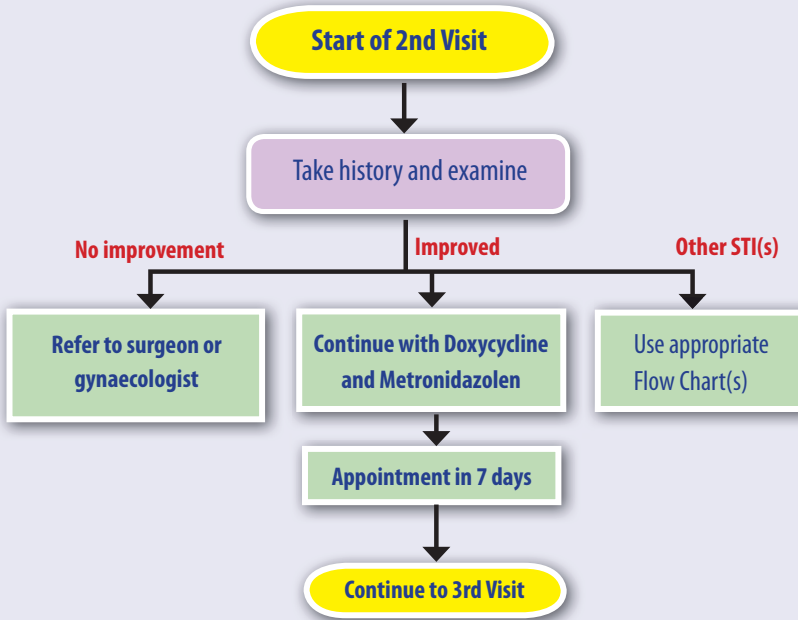 Start of 2nd Visit
Take history and examine
No improvement
Improved
Other STI(s)
Refer to surgeon or
gynaecologist
Continue with Doxycycline
and Metronidazolen
Use appropriate
Flow Chart(s)
Appointment in 7 days
Continue to 3rd Visit